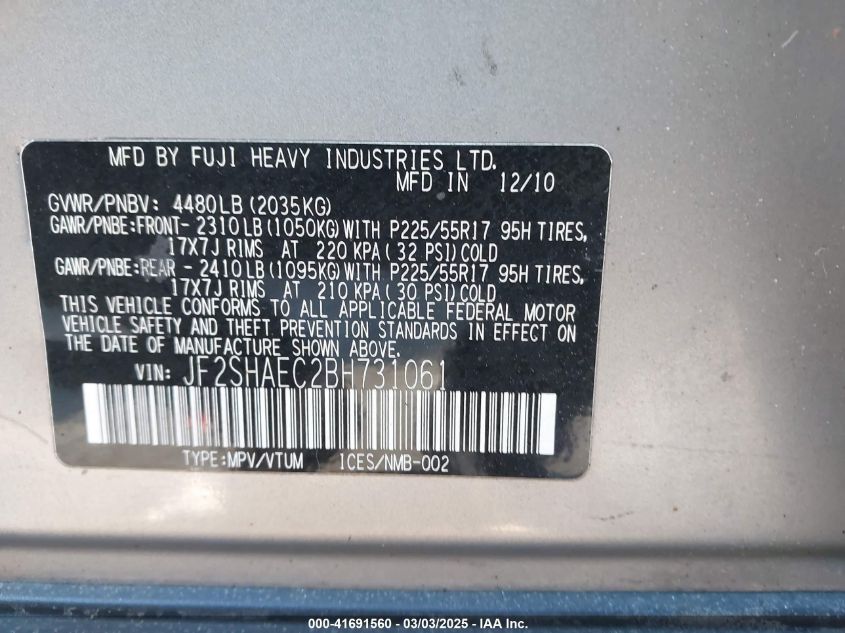 MFD BY FUJI HEAVY INDUSTRIES LTD.
MFD IN 12/10
GVWR/PNBV: 4480LB (2035KG)
GAWR/PNBE:FRONT- 2310LB(1050KG)WITH P225/55R17 95H TIRES,
17X7J RIMS AT 220 KPA(32 PSI)COLD
GAWR/PNBE:REAR - 2410LB(1095KG)WITH P225/55R17 95H TIRES,
17X7J RIMS AT 210 KPA(30 PSI)COLD
THIS VEHICLE CONFORMS TO ALL APPLICABLE FEDERAL MOTOR
VEHICLE SAFETY AND THEFT PREVENTION STANDARDS IN EFFECT ON
THE DATE OF MANUFACTURE SHOWN ABOVE.
VIN: JF2SHAEC2BH731061
TYPE:MPV/VTUM ICES/NMB-002
000-41691560 - 03/03/2025 - IAA Inc.